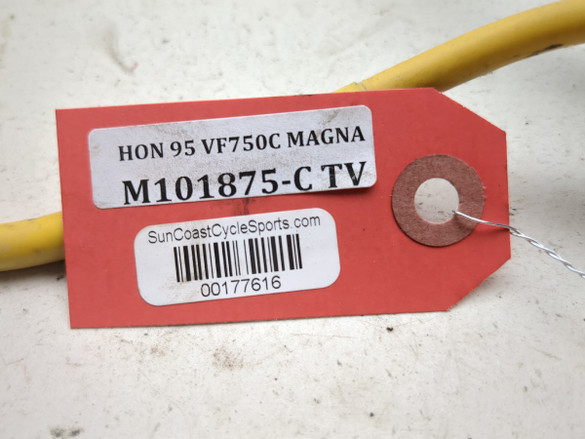 HON 95 VF750C MAGNA
M101875-C TV
SunCoastCycleSports.com
00177616